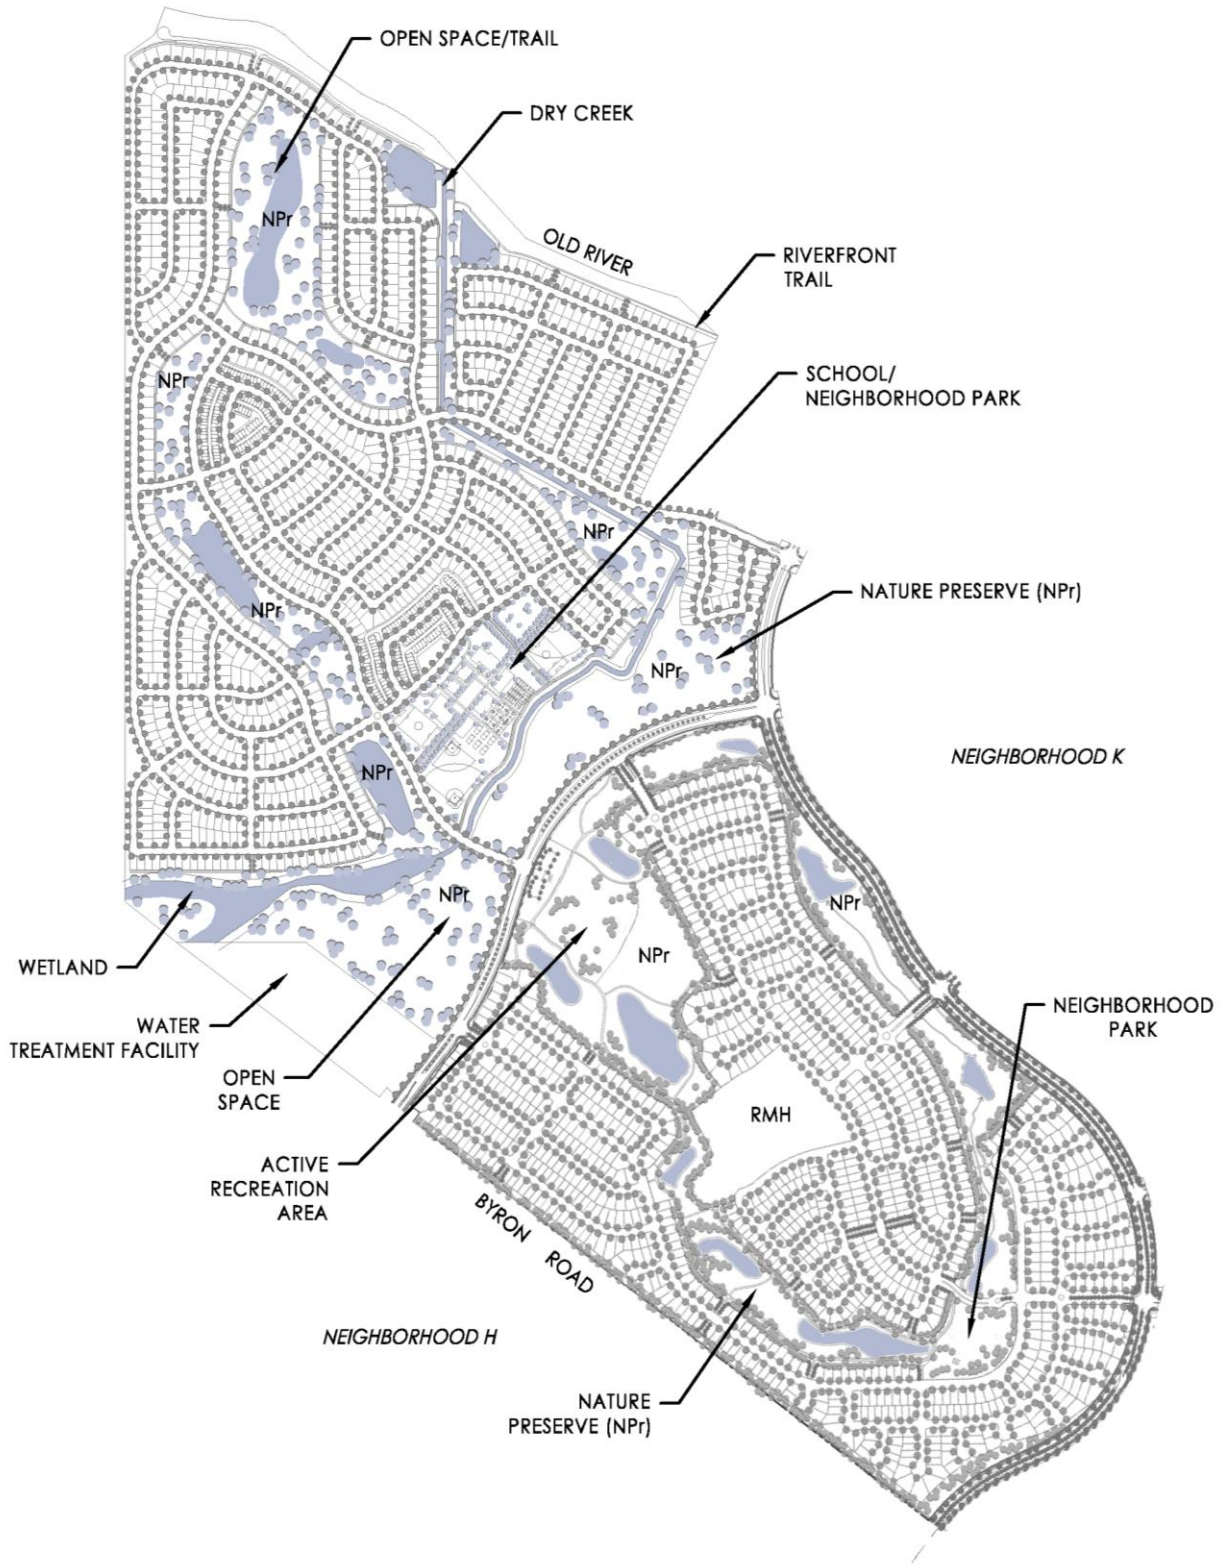 OPEN SPACE/TRAIL
DRY CREEK
NPr
OLD RIVER
RIVERFRONT
TRAIL
NPr
SCHOOL/
NEIGHBORHOOD PARK
NPr
NATURE PRESERVE (NPr)
NPr
NPr
NEIGHBORHOOD K
NPr
NPr
NPr
NPr
WETLAND
NEIGHBORHOOD
PARK
WATER
TREATMENT FACILITY
OPEN
SPACE
RMH
ACTIVE
RECREATION
AREA
BYRON ROAD
NEIGHBORHOOD H
NATURE
PRESERVE (NPr)